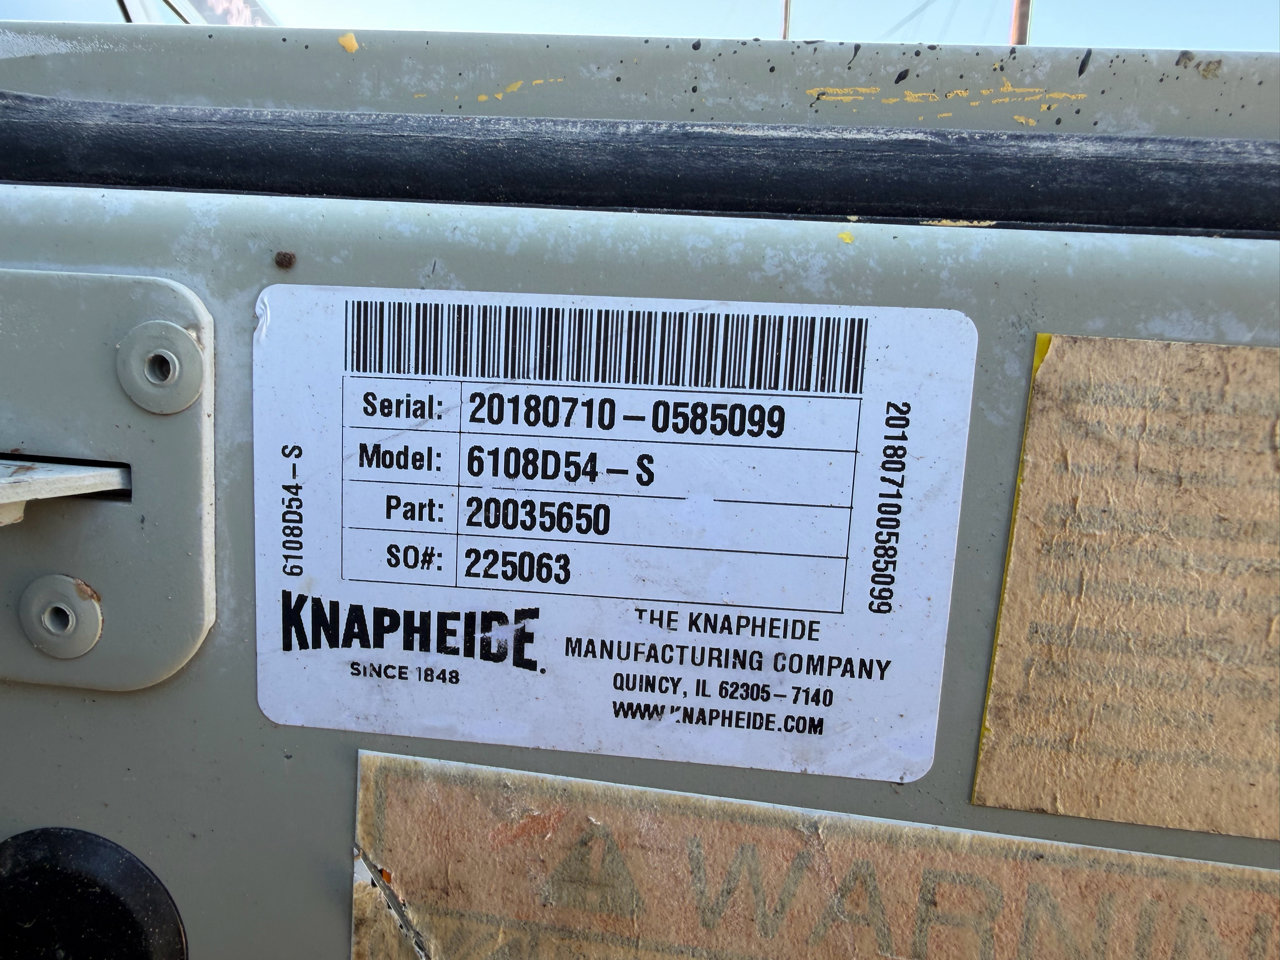 Serial: 20180710-0585099
Model: 6108D54-S
Part: 20035650
SO#: 225063
6108D54-S
201807100585099
KNAPHEIDE.
SINCE 1848
THE KNAPHEIDE
MANUFACTURING COMPANY
QUINCY, IL 62305-7140
WWW.KNAPHEIDE.COM
WARNING